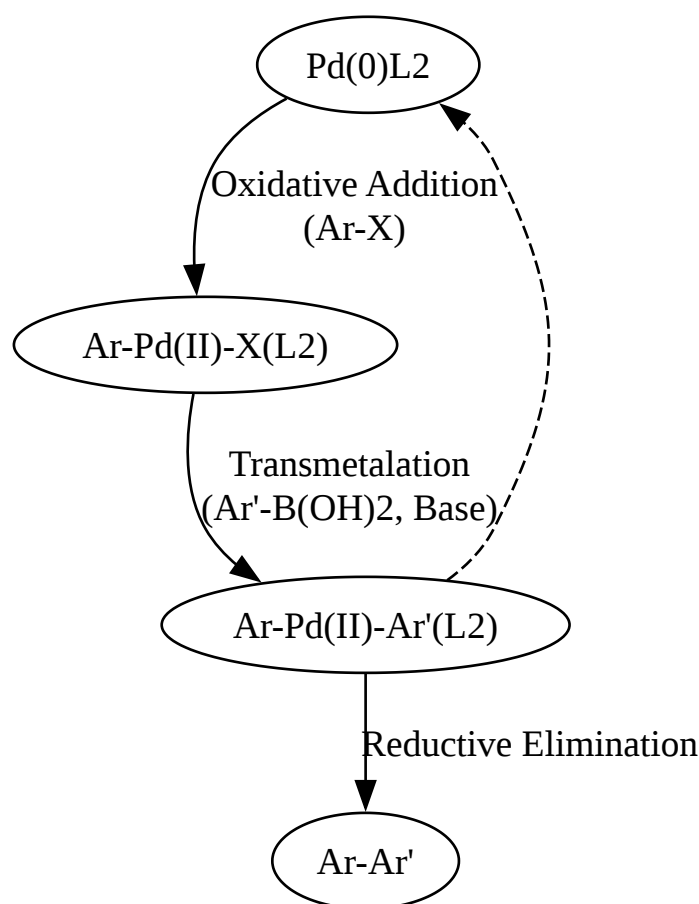 Pd(0)L2
Oxidative Addition
(Ar-X)
Ar-Pd(II)-X(L2)
Transmetalation
(Ar'-B(OH)2, Base)
Ar-Pd(II)-Ar'(L2)
Reductive Elimination
Ar-Ar'